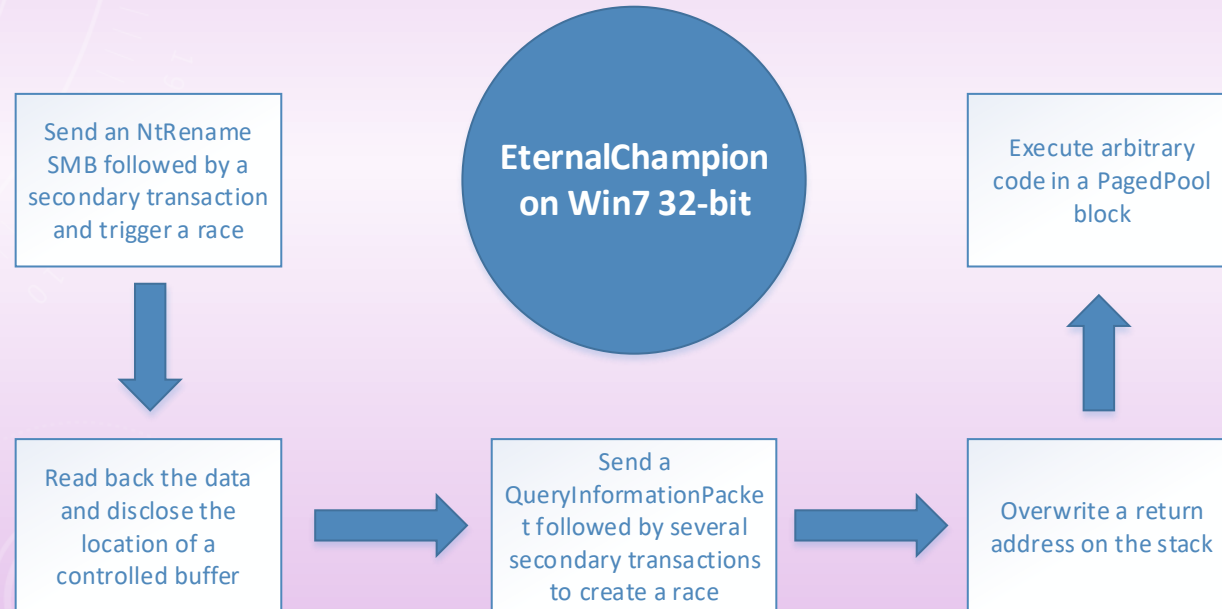 Send an NtRename
SMB followed by a
secondary transaction
and trigger a race
Read back the data
and disclose the
location of a
controlled buffer
EternalChampion
on Win7 32-bit
Send a
QueryInformationPacke
t followed by several
secondary transactions
to create a race
Overwrite a return
address on the stack
Execute arbitrary
code in a PagedPool
block